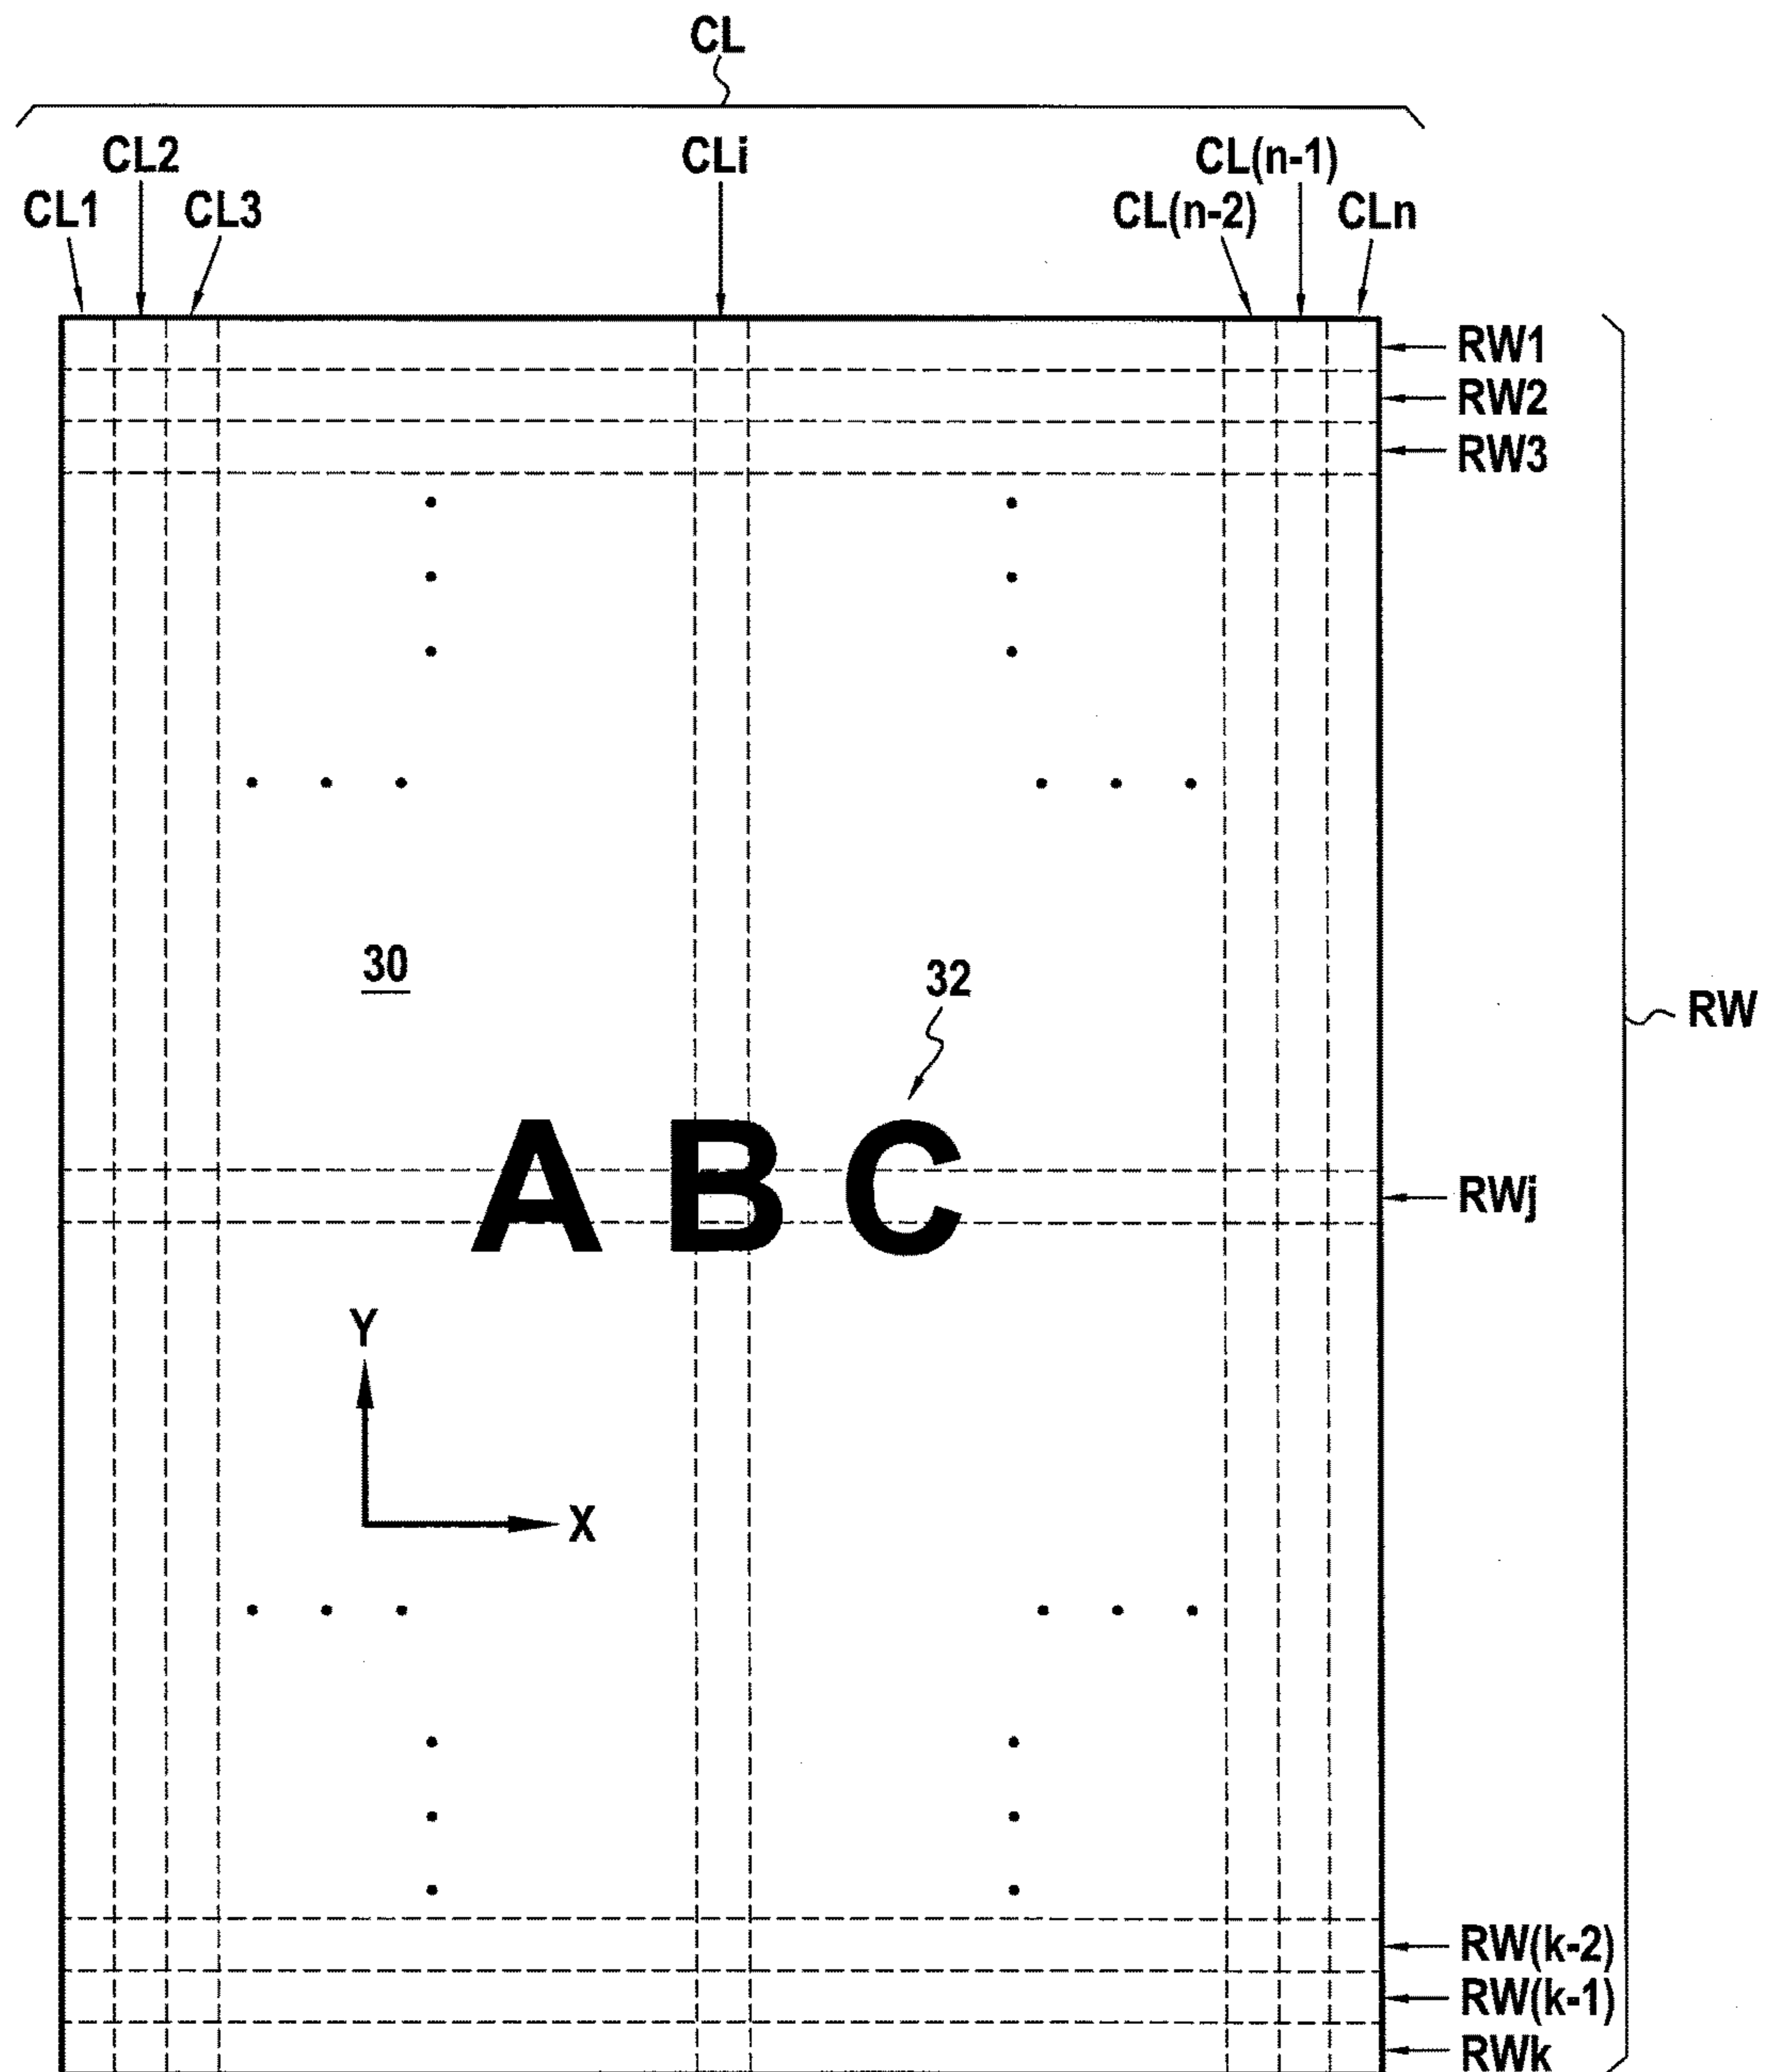 CL
CL2 CLi CL(n-1)
CL1 CL3 CL(n-2) CLn
RW1
RW2
RW3
30 32
RW
A B C
RWj
Y
X
RW(k-2)
RW(k-1)
RWk